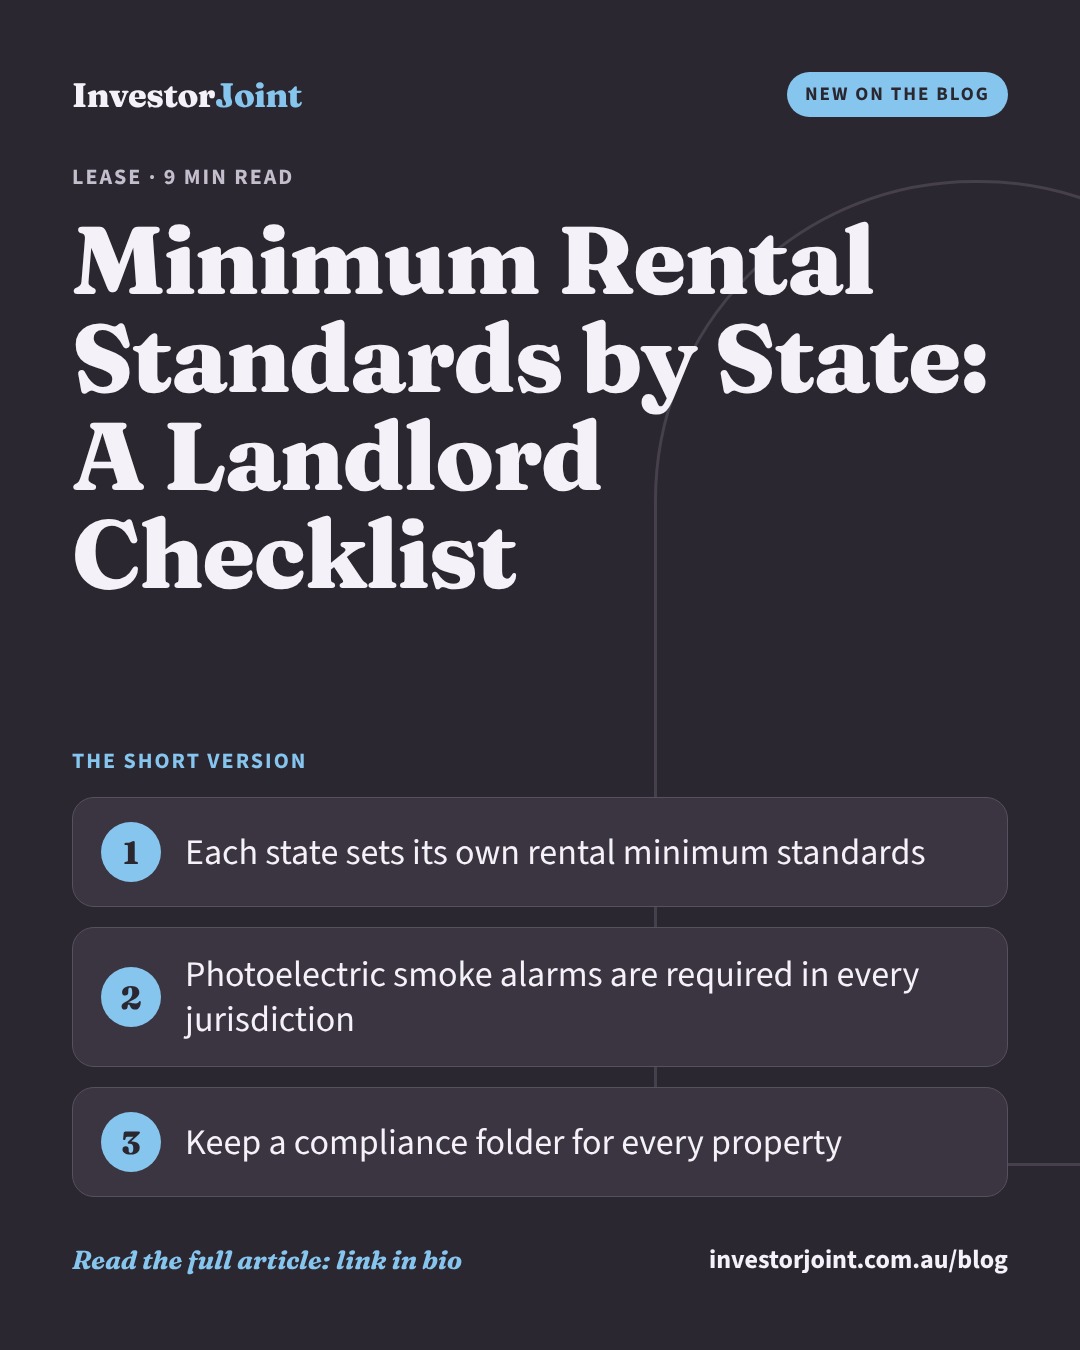 InvestorJoint
NEW ON THE BLOG
LEASE · 9 MIN READ
Minimum Rental
Standards by State:
A Landlord
Checklist
THE SHORT VERSION
1 Each state sets its own rental minimum standards
2 Photoelectric smoke alarms are required in every
jurisdiction
3 Keep a compliance folder for every property
Read the full article: link in bio
investorjoint.com.au/blog